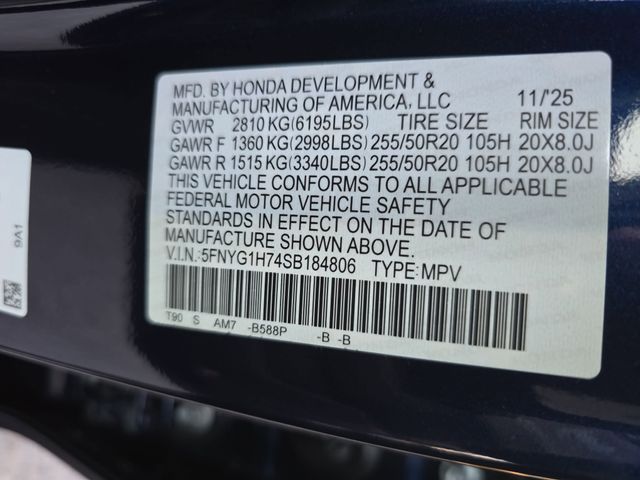 MFD. BY HONDA DEVELOPMENT &
MANUFACTURING OF AMERICA, LLC 11/'25
GVWR 2810 KG(6195LBS) TIRE SIZE RIM SIZE
GAWR F 1360 KG(2998LBS) 255/50R20 105H 20X8.0J
GAWR R 1515 KG(3340LBS) 255/50R20 105H 20X8.0J
THIS VEHICLE CONFORMS TO ALL APPLICABLE
FEDERAL MOTOR VEHICLE SAFETY
STANDARDS IN EFFECT ON THE DATE OF
MANUFACTURE SHOWN ABOVE.
V.I.N.:5FNYG1H74SB184806 TYPE:MPV
T90 S AM7 -B588P -B -B
9A1